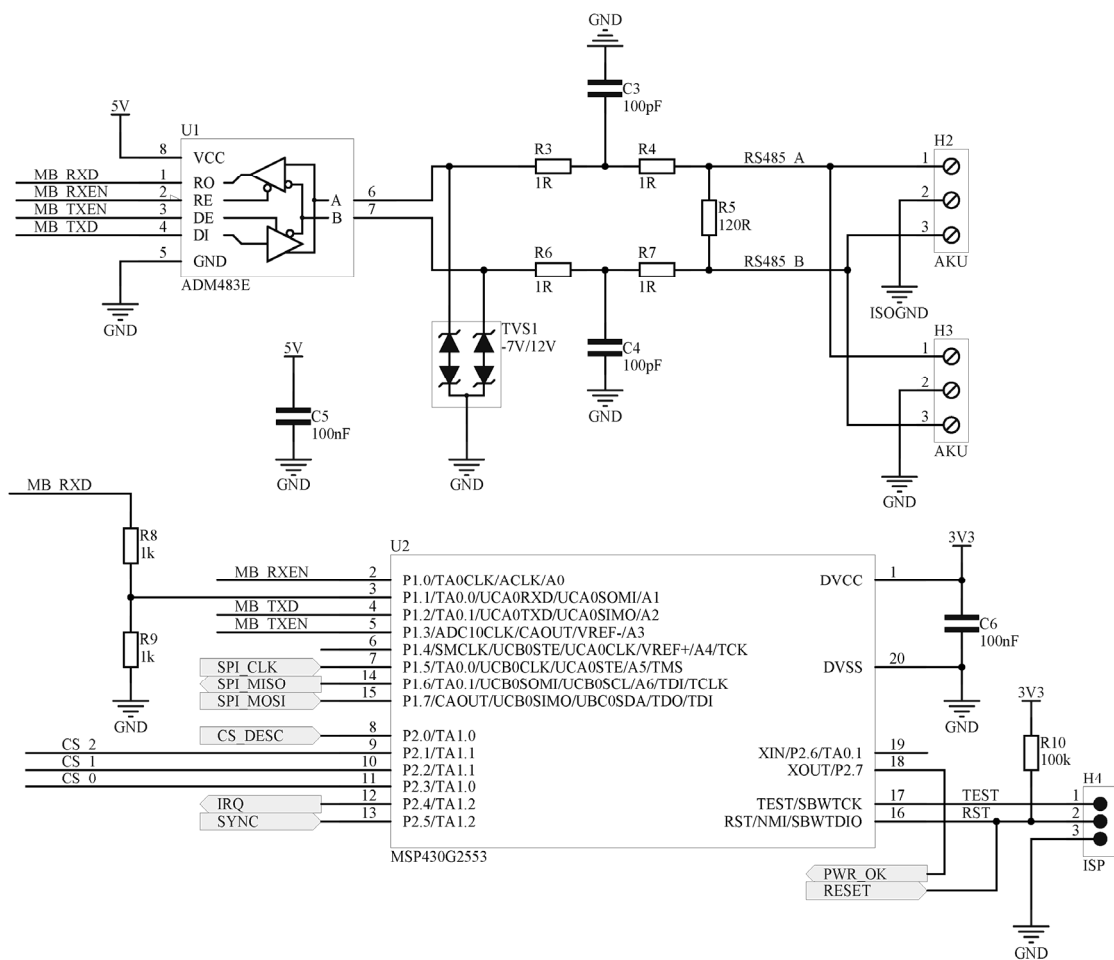 GND
C3
100pF
5V
U1
8 VCC
MB_RXD 1 RO
MB_RXEN 2 RE
MB_TXEN 3 DE
MB_TXD 4 DI
5 GND
A 6
B 7
ADM483E
GND
R3
1R
R4
1R
RS485_A
R5
120R
R6
1R
R7
1R
RS485_B
H2
1
2
3
AKU
ISOGND
TVS1
-7V/12V
C4
100pF
GND
H3
1
2
3
AKU
GND
5V
C5
100nF
GND
GND
MB_RXD
R8
1k
R9
1k
GND
U2
MB_RXEN 2 P1.0/TA0CLK/ACLK/A0
3 P1.1/TA0.0/UCA0RXD/UCA0SOMI/A1
MB_TXD 4 P1.2/TA0.1/UCA0TXD/UCA0SIMO/A2
MB_TXEN 5 P1.3/ADC10CLK/CAOUT/VREF-/A3
6 P1.4/SMCLK/UCB0STE/UCA0CLK/VREF+/A4/TCK
SPI_CLK 7 P1.5/TA0.0/UCB0CLK/UCA0STE/A5/TMS
SPI_MISO 14 P1.6/TA0.1/UCB0SOMI/UCB0SCL/A6/TDI/TCLK
SPI_MOSI 15 P1.7/CAOUT/UCB0SIMO/UBC0SDA/TDO/TDI
CS_DESC 8 P2.0/TA1.0
CS_2 9 P2.1/TA1.1
CS_1 10 P2.2/TA1.1
CS_0 11 P2.3/TA1.0
IRQ 12 P2.4/TA1.2
SYNC 13 P2.5/TA1.2
MSP430G2553
DVCC 1
DVSS 20
XIN/P2.6/TA0.1 19
XOUT/P2.7 18
TEST/SBWTCK 17 TEST
RST/NMI/SBWTDIO 16 RST
3V3
C6
100nF
GND
3V3
R10
100k
H4
1
2
3
ISP
PWR_OK
RESET
GND